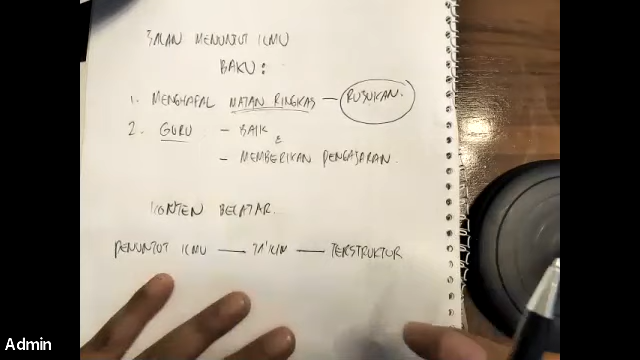 JALAN MENUNTUT ILMU
BAKU :
1. MENGHAFAL MATAN RINGKAS — RUJUKAN.
2. GURU : - BAIK
&
- MEMBERIKAN PENGAJARAN.
KONTEN BELAJAR.
PENUNTUT ILMU — TA'LIM — TERSTRUKTUR
Admin